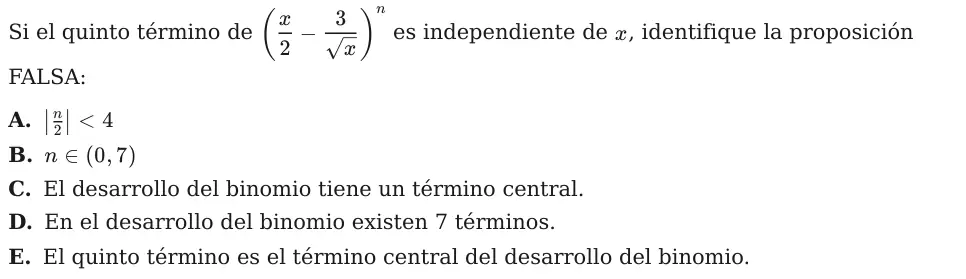 Si el quinto término de $\left(\frac{x}{2} - \frac{3}{\sqrt{x}}\right)^n$ es independiente de $x$, identifique la proposición
FALSA:
A. $\left|\frac{n}{2}\right| < 4$
B. $n \in (0, 7)$
C. El desarrollo del binomio tiene un término central.
D. En el desarrollo del binomio existen 7 términos.
E. El quinto término es el término central del desarrollo del binomio.